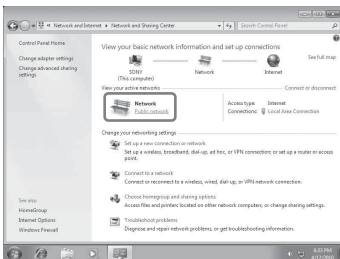 Network and Internet ▸ Network and Sharing Center
Search Control Panel
Control Panel Home
Change adapter settings
Change advanced sharing
settings
View your basic network information and set up connections
See full map
SONY
(This computer)
Network
Internet
View your active networks
Connect or disconnect
Network
Public network
Access type: Internet
Connections: Local Area Connection
Change your networking settings
Set up a new connection or network
Set up a wireless, broadband, dial-up, ad hoc, or VPN connection; or set up a router or access
point.
Connect to a network
Connect or reconnect to a wireless, wired, dial-up, or VPN network connection.
Choose homegroup and sharing options
Access files and printers located on other network computers, or change sharing settings.
Troubleshoot problems
Diagnose and repair network problems, or get troubleshooting information.
See also
HomeGroup
Internet Options
Windows Firewall
6:33 PM
4/12/2010